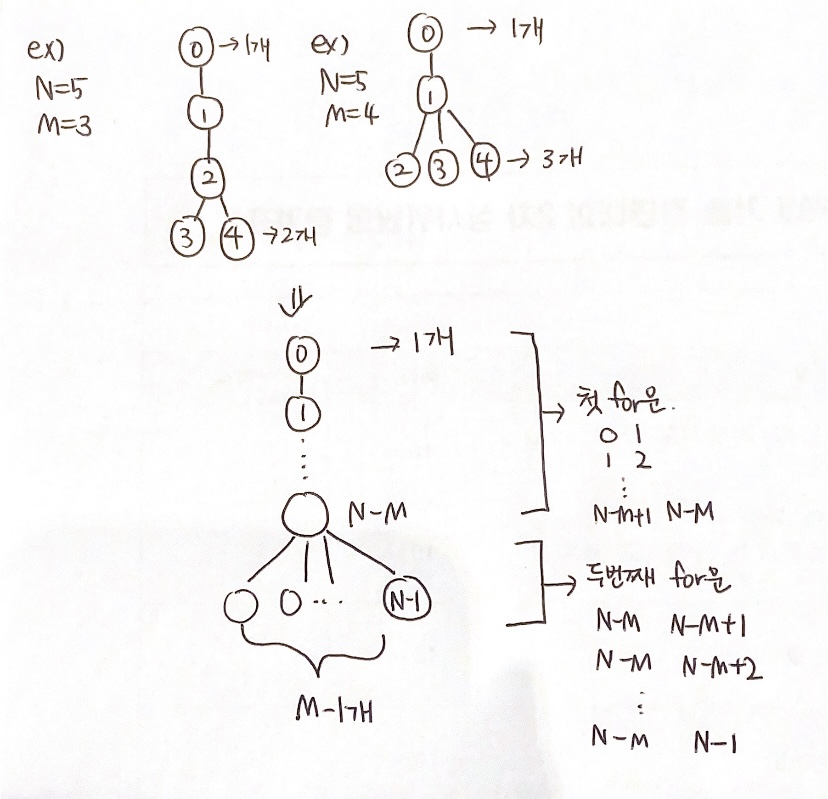 ex)
N=5
M=3
0 →1개
1
2
3 4 →2개
ex)
N=5
M=4
0 → 1개
1
2 3 4 → 3개
⇓
0 → 1개
1
⋮
N-M
... N-1
M-1개
→ 첫 for문.
0 1
1 2
⋮
N-M+1 N-M
→ 두번째 for문
N-M N-M+1
N-M N-M+2
⋮
N-M N-1